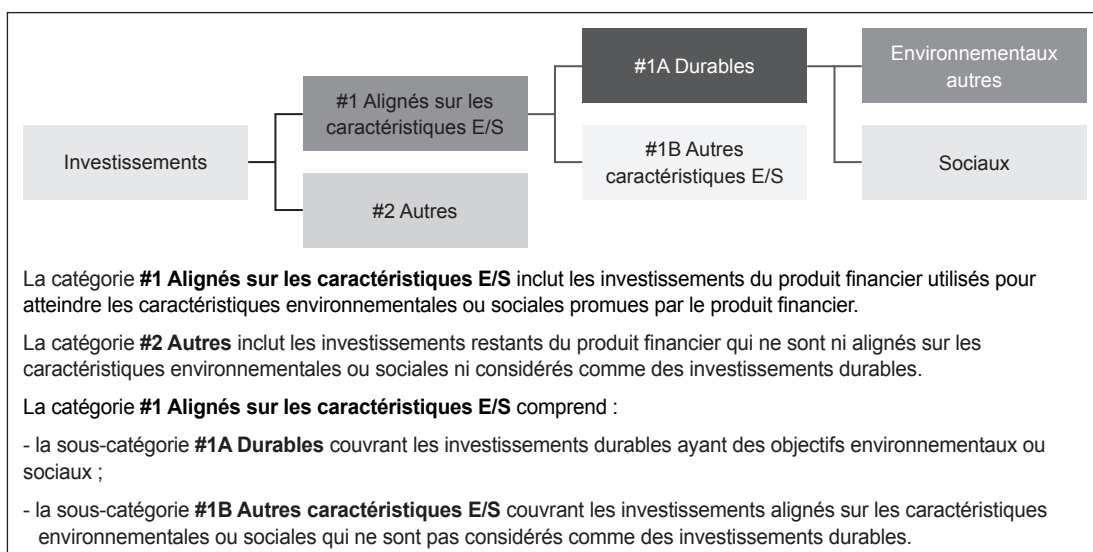 Investissements
#1 Alignés sur les
caractéristiques E/S
#2 Autres
#1A Durables
#1B Autres
caractéristiques E/S
Environnementaux
autres
Sociaux
La catégorie #1 Alignés sur les caractéristiques E/S inclut les investissements du produit financier utilisés pour
atteindre les caractéristiques environnementales ou sociales promues par le produit financier.
La catégorie #2 Autres inclut les investissements restants du produit financier qui ne sont ni alignés sur les
caractéristiques environnementales ou sociales ni considérés comme des investissements durables.
La catégorie #1 Alignés sur les caractéristiques E/S comprend :
- la sous-catégorie #1A Durables couvrant les investissements durables ayant des objectifs environnementaux ou
sociaux ;
- la sous-catégorie #1B Autres caractéristiques E/S couvrant les investissements alignés sur les caractéristiques
environnementales ou sociales qui ne sont pas considérés comme des investissements durables.